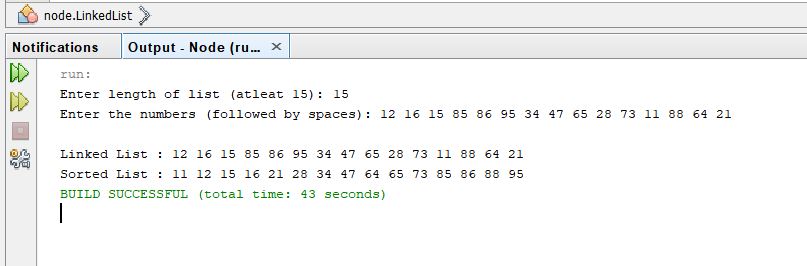 node.LinkedList
Notifications
Output - Node (ru...
run:
Enter length of list (atleat 15): 15
Enter the numbers (followed by spaces): 12 16 15 85 86 95 34 47 65 28 73 11 88 64 21
Linked List : 12 16 15 85 86 95 34 47 65 28 73 11 88 64 21
Sorted List : 11 12 15 16 21 28 34 47 64 65 73 85 86 88 95
BUILD SUCCESSFUL (total time: 43 seconds)